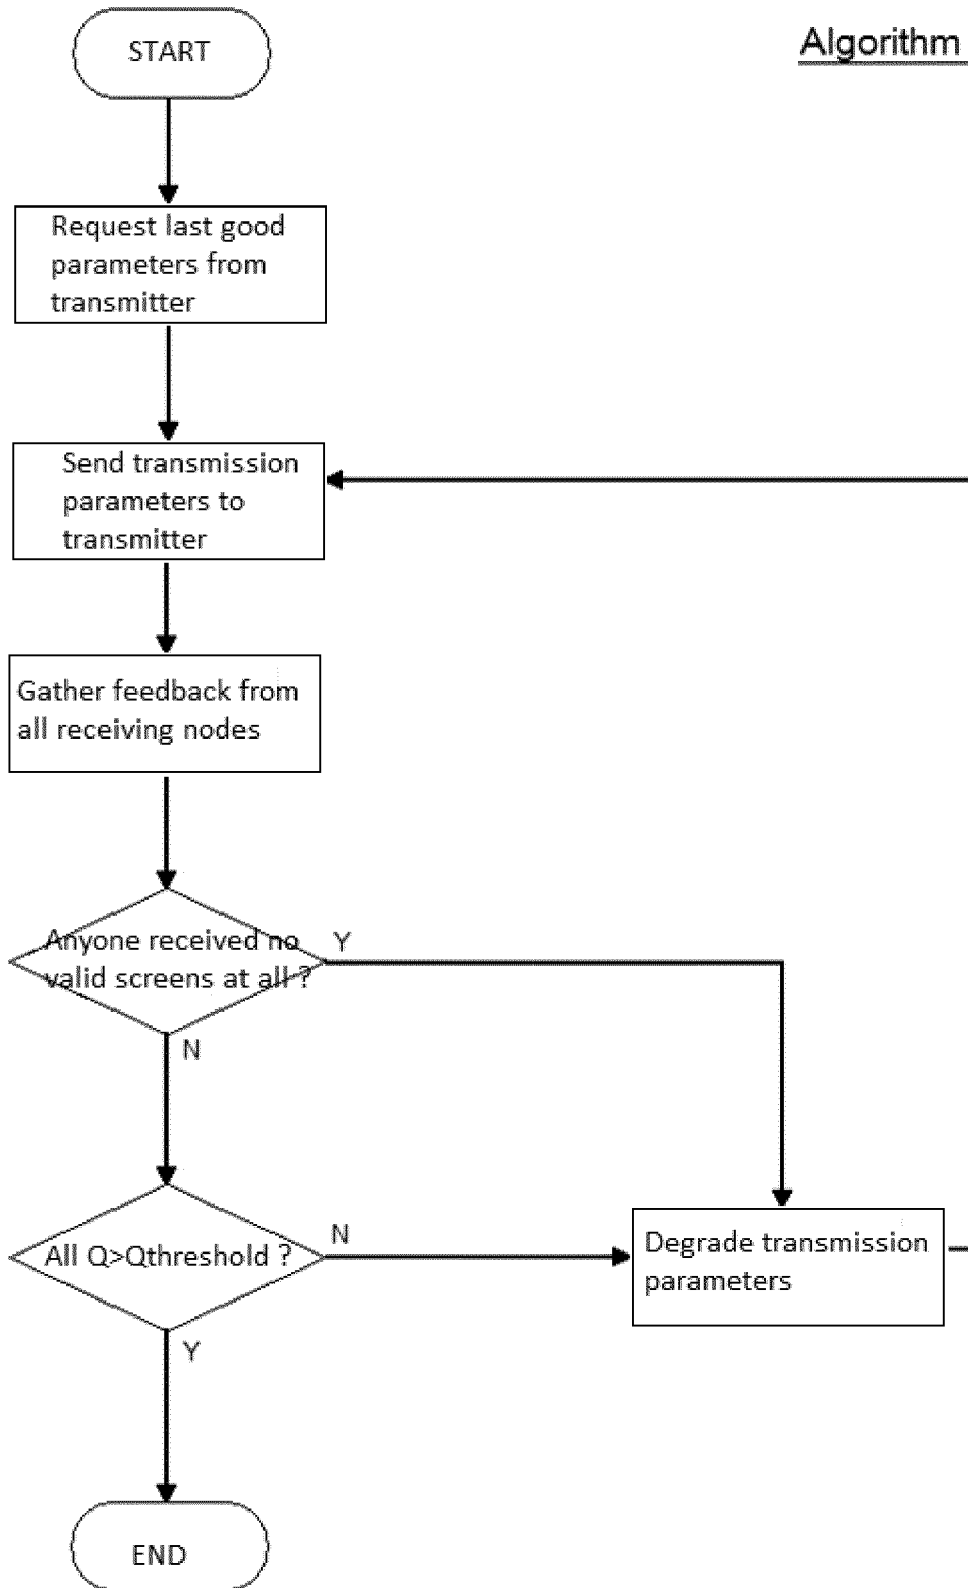 START
Algorithm
Request last good
parameters from
transmitter
Send transmission
parameters to
transmitter
Gather feedback from
all receiving nodes
Anyone received no
valid screens at all ?
Y
N
All Q>Qthreshold ?
N
Y
Degrade transmission
parameters
END